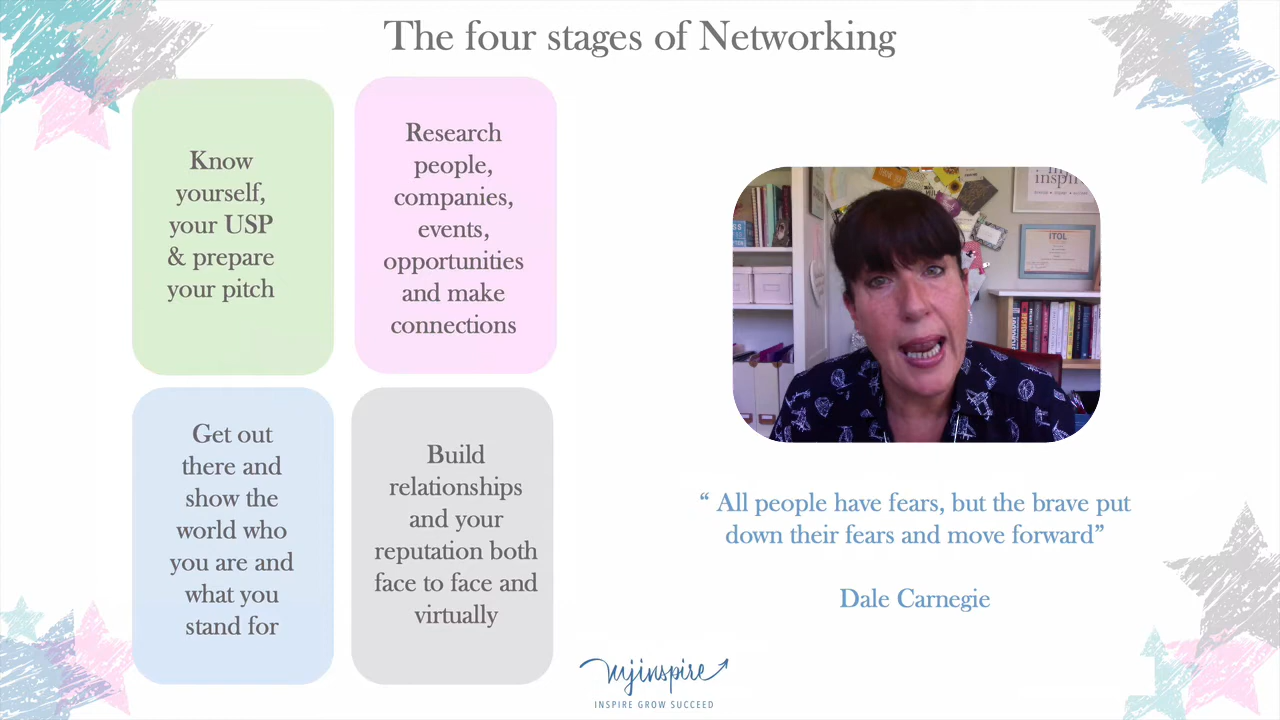 The four stages of Networking
Know
yourself,
your USP
& prepare
your pitch
Research
people,
companies,
events,
opportunities
and make
connections
Get out
there and
show the
world who
you are and
what you
stand for
Build
relationships
and your
reputation both
face to face and
virtually
inspire
ITOL
“ All people have fears, but the brave put
down their fears and move forward”
Dale Carnegie
mjinspire
INSPIRE GROW SUCCEED